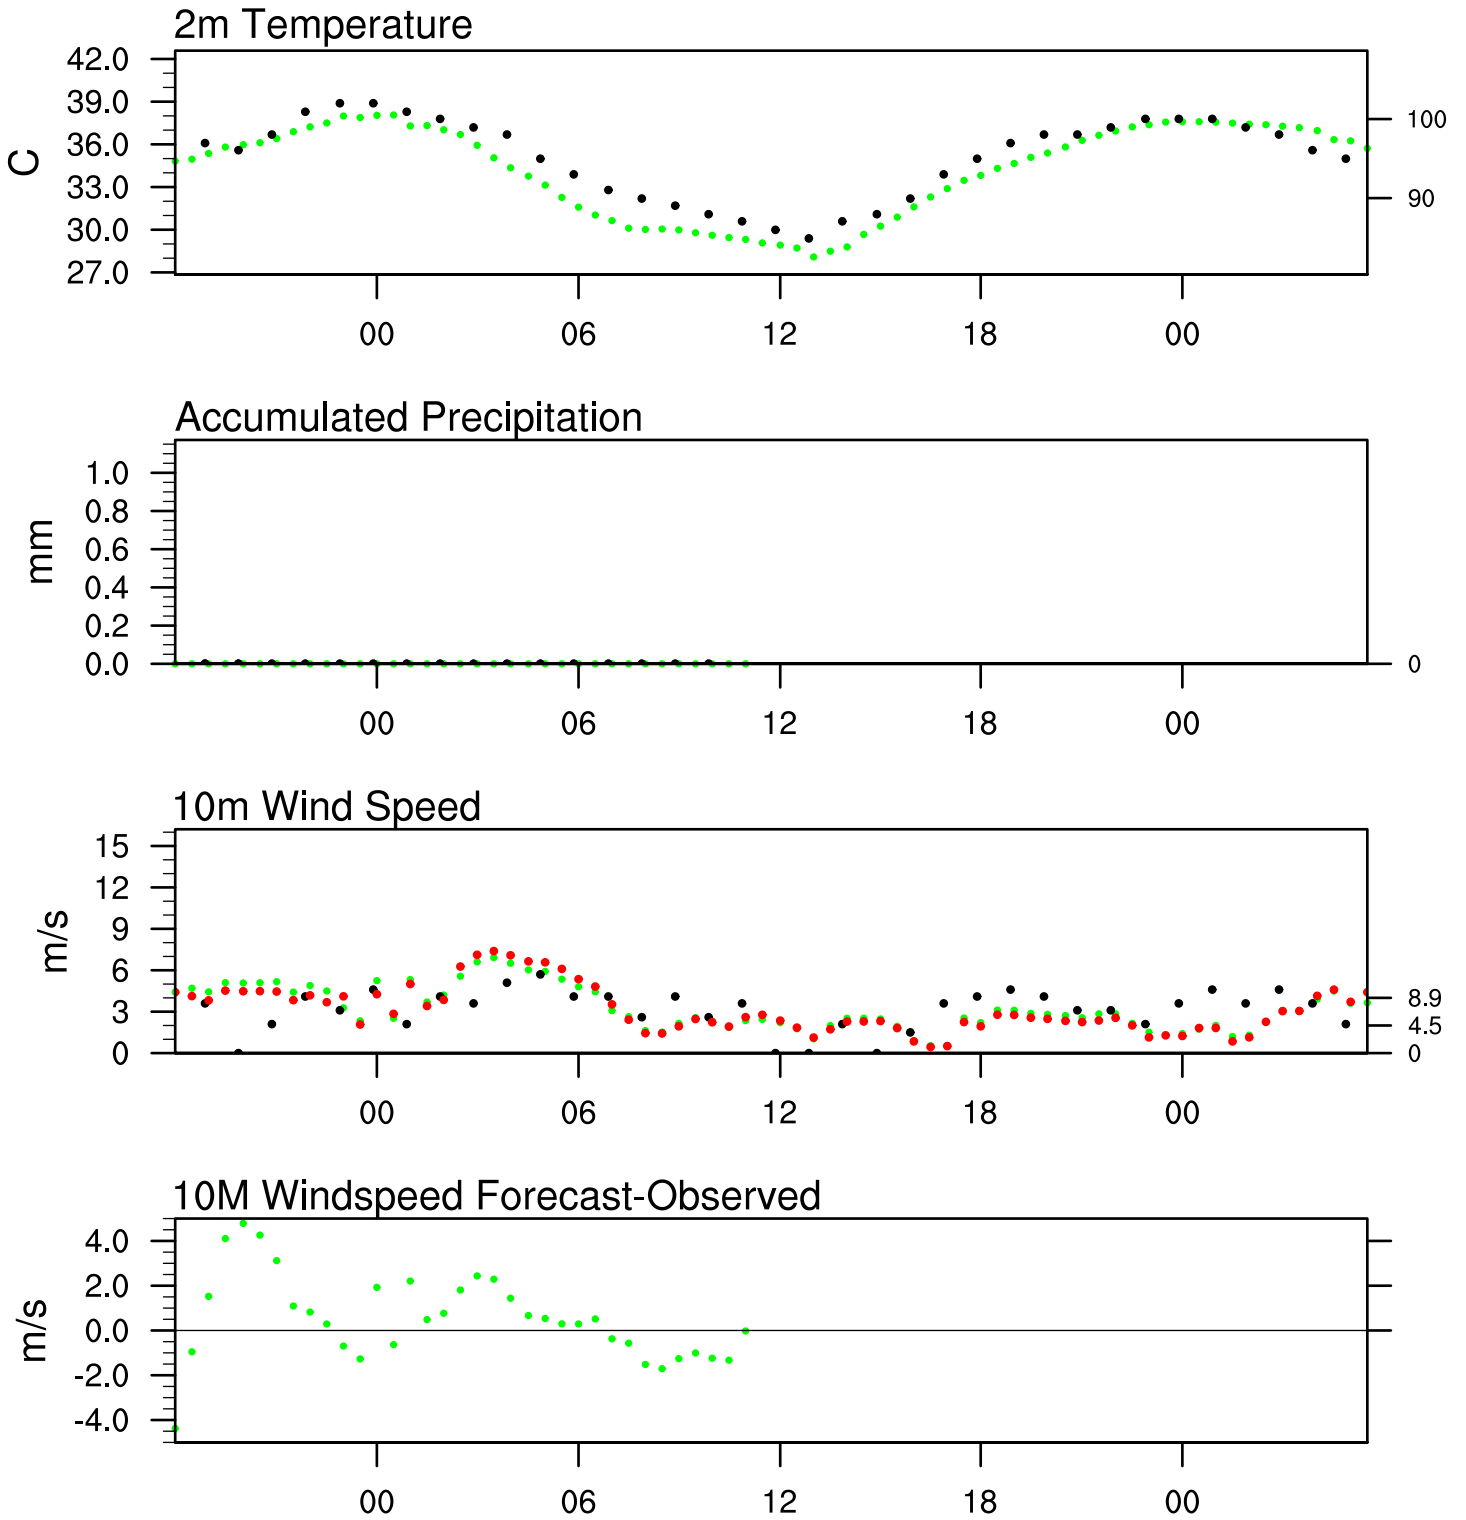 2m Temperature
42.0
39.0
36.0
33.0
30.0
27.0
C
100
90
00 06 12 18 00
Accumulated Precipitation
1.0
0.8
0.6
0.4
0.2
0.0
mm
0
00 06 12 18 00
10m Wind Speed
15
12
9
6
3
0
m/s
8.9
4.5
0
00 06 12 18 00
10M Windspeed Forecast-Observed
4.0
2.0
0.0
-2.0
-4.0
m/s
00 06 12 18 00